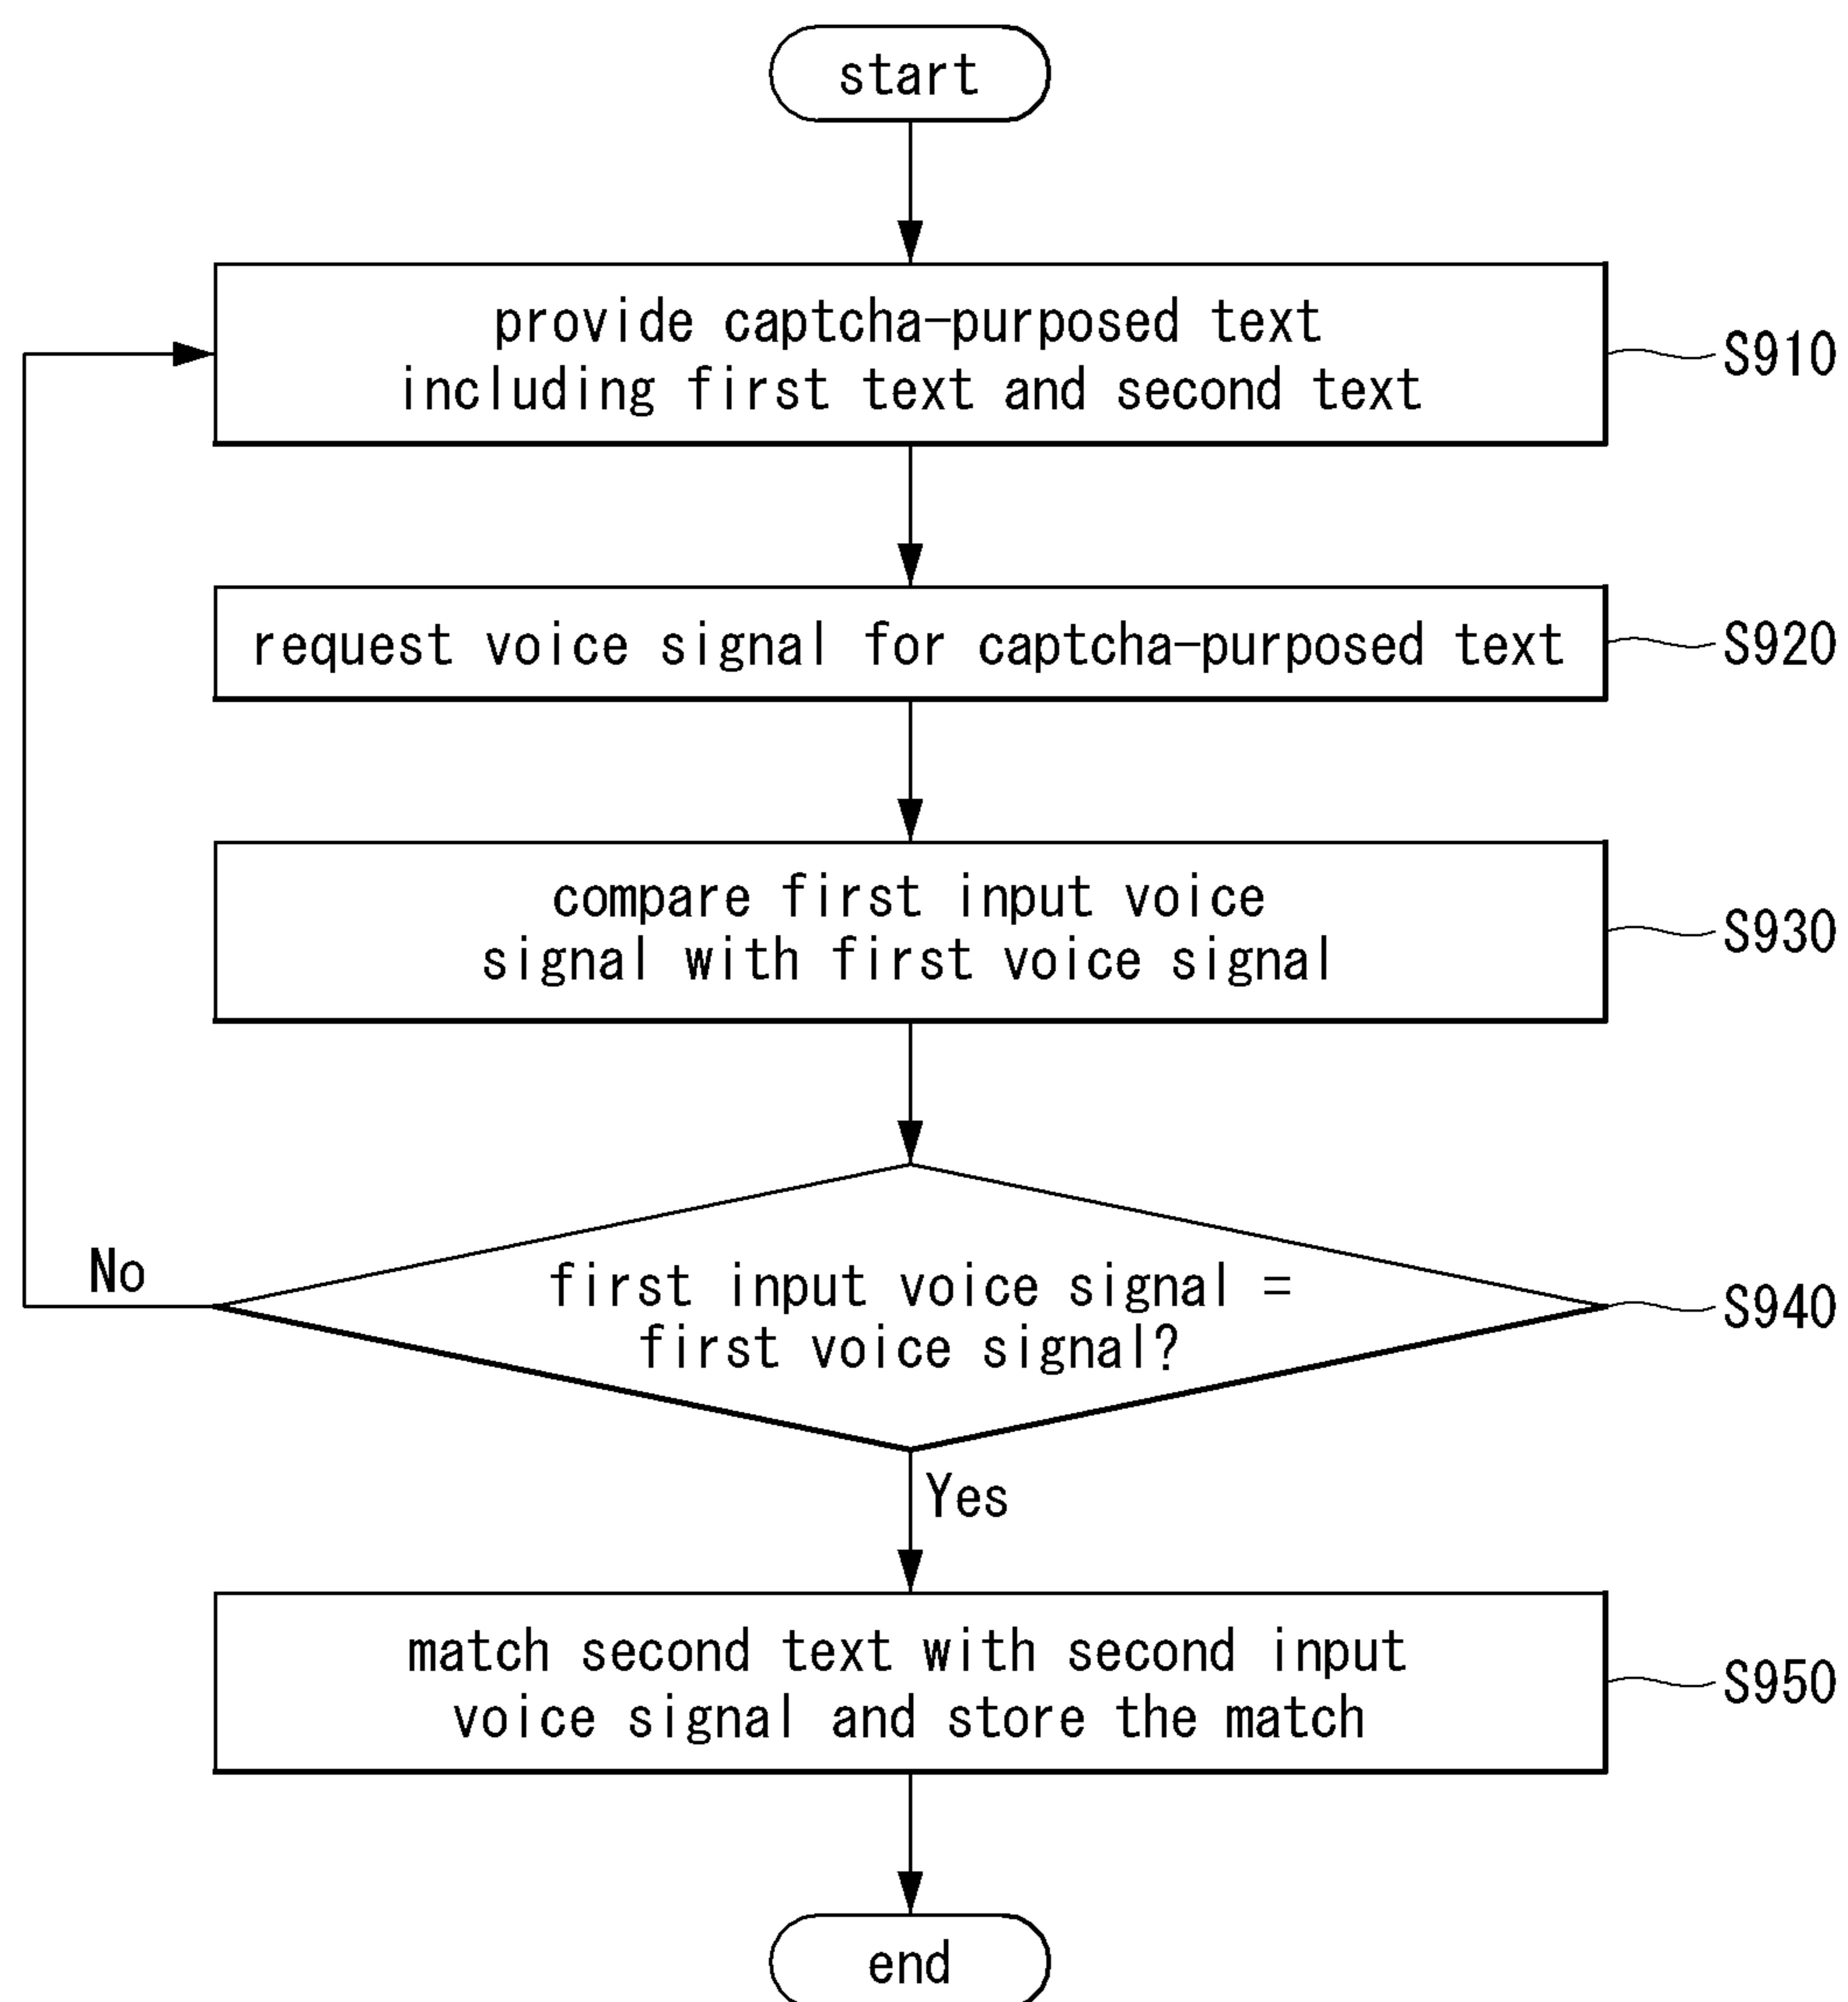 start
provide captcha-purposed text
including first text and second text
S910
request voice signal for captcha-purposed text
S920
compare first input voice
signal with first voice signal
S930
No
first input voice signal =
first voice signal?
S940
Yes
match second text with second input
voice signal and store the match
S950
end